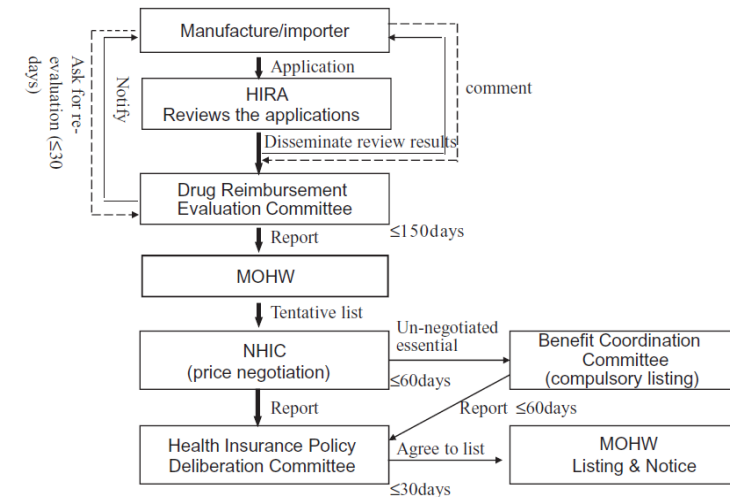 Manufacture/importer
Application
HIRA
Reviews the applications
Disseminate review results
comment
Ask for re-
evaluation (≤30
days)
Notify
Drug Reimbursement
Evaluation Committee
≤150days
Report
MOHW
Tentative list
NHIC
(price negotiation)
≤60days
Un-negotiated
essential
Benefit Coordination
Committee
(compulsory listing)
Report
Report ≤60days
Health Insurance Policy
Deliberation Committee
Agree to list
≤30days
MOHW
Listing & Notice